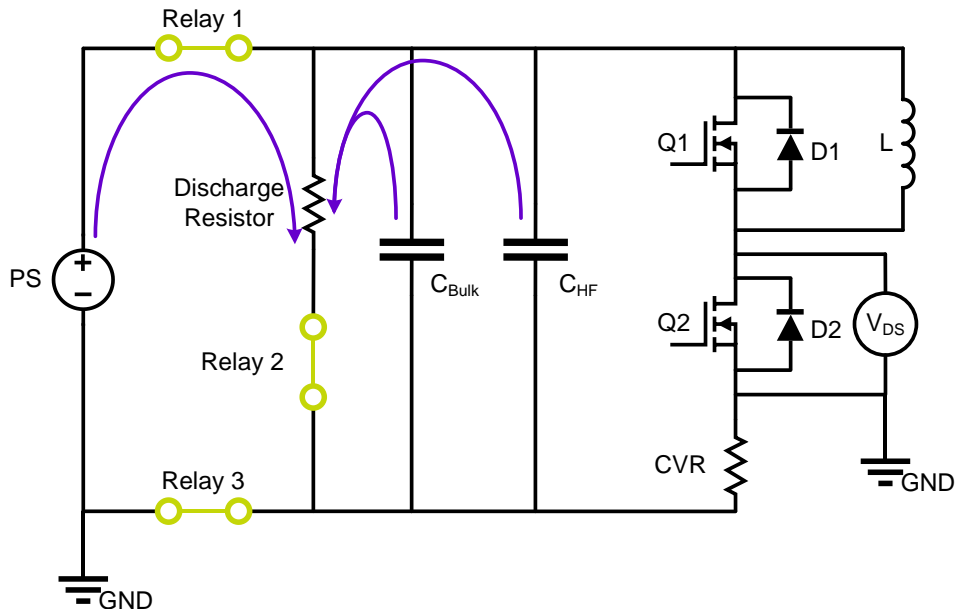 Relay 1
Discharge
Resistor
Q1
D1
L
PS
+
−
CBulk
CHF
Q2
D2
VDS
Relay 2
CVR
Relay 3
GND
GND